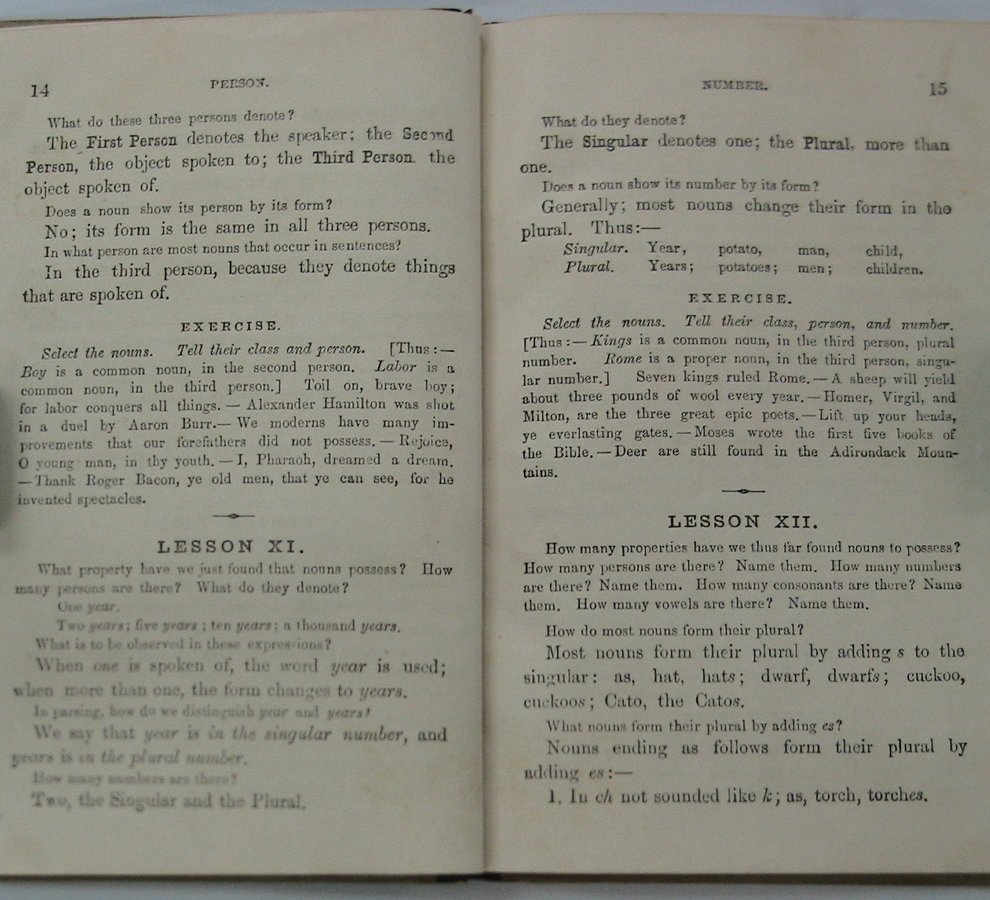 14 PERSON.
What do these three persons denote?
The First Person denotes the speaker; the Second
Person, the object spoken to; the Third Person. the
object spoken of.
Does a noun show its person by its form?
No; its form is the same in all three persons.
In what person are most nouns that occur in sentences?
In the third person, because they denote things
that are spoken of.
EXERCISE.
Select the nouns. Tell their class and person. [Thus:—
Boy is a common noun, in the second person. Labor is a
common noun, in the third person.] Toil on, brave boy;
for labor conquers all things.—Alexander Hamilton was shot
in a duel by Aaron Burr.—We moderns have many im-
provements that our forefathers did not possess.—Rejoice,
O young man, in thy youth.—I, Pharaoh, dreamed a dream.
—Thank Roger Bacon, ye old men, that ye can see, for he
invented spectacles.
LESSON XI.
What property have we just found that nouns possess? How
many persons are there? What do they denote?
One year.
Two years; five years; ten years; a thousand years.
What is to be observed in these expressions?
When one is spoken of, the word year is used;
when more than one, the form changes to years.
In parsing, how do we distinguish year and years?
We say that year is in the singular number, and
years is in the plural number.
How many numbers are there?
Two, the Singular and the Plural.
NUMBER. 15
What do they denote?
The Singular denotes one; the Plural. more than
one.
Does a noun show its number by its form?
Generally; most nouns change their form in the
plural. Thus:—
Singular. Year, potato, man, child,
Plural. Years; potatoes; men; children.
EXERCISE.
Select the nouns. Tell their class, person, and number.
[Thus:—Kings is a common noun, in the third person, plural
number. Rome is a proper noun, in the third person, singu-
lar number.] Seven kings ruled Rome.—A sheep will yield
about three pounds of wool every year.—Homer, Virgil, and
Milton, are the three great epic poets.—Lift up your heads,
ye everlasting gates.—Moses wrote the first five books of
the Bible.—Deer are still found in the Adirondack Moun-
tains.
LESSON XII.
How many properties have we thus far found nouns to possess?
How many persons are there? Name them. How many numbers
are there? Name them. How many consonants are there? Name
them. How many vowels are there? Name them.
How do most nouns form their plural?
Most nouns form their plural by adding s to the
singular: as, hat, hats; dwarf, dwarfs; cuckoo,
cuckoos; Cato, the Catos.
What nouns form their plural by adding es?
Nouns ending as follows form their plural by
adding es:—
1. In ch not sounded like k; as, torch, torches.